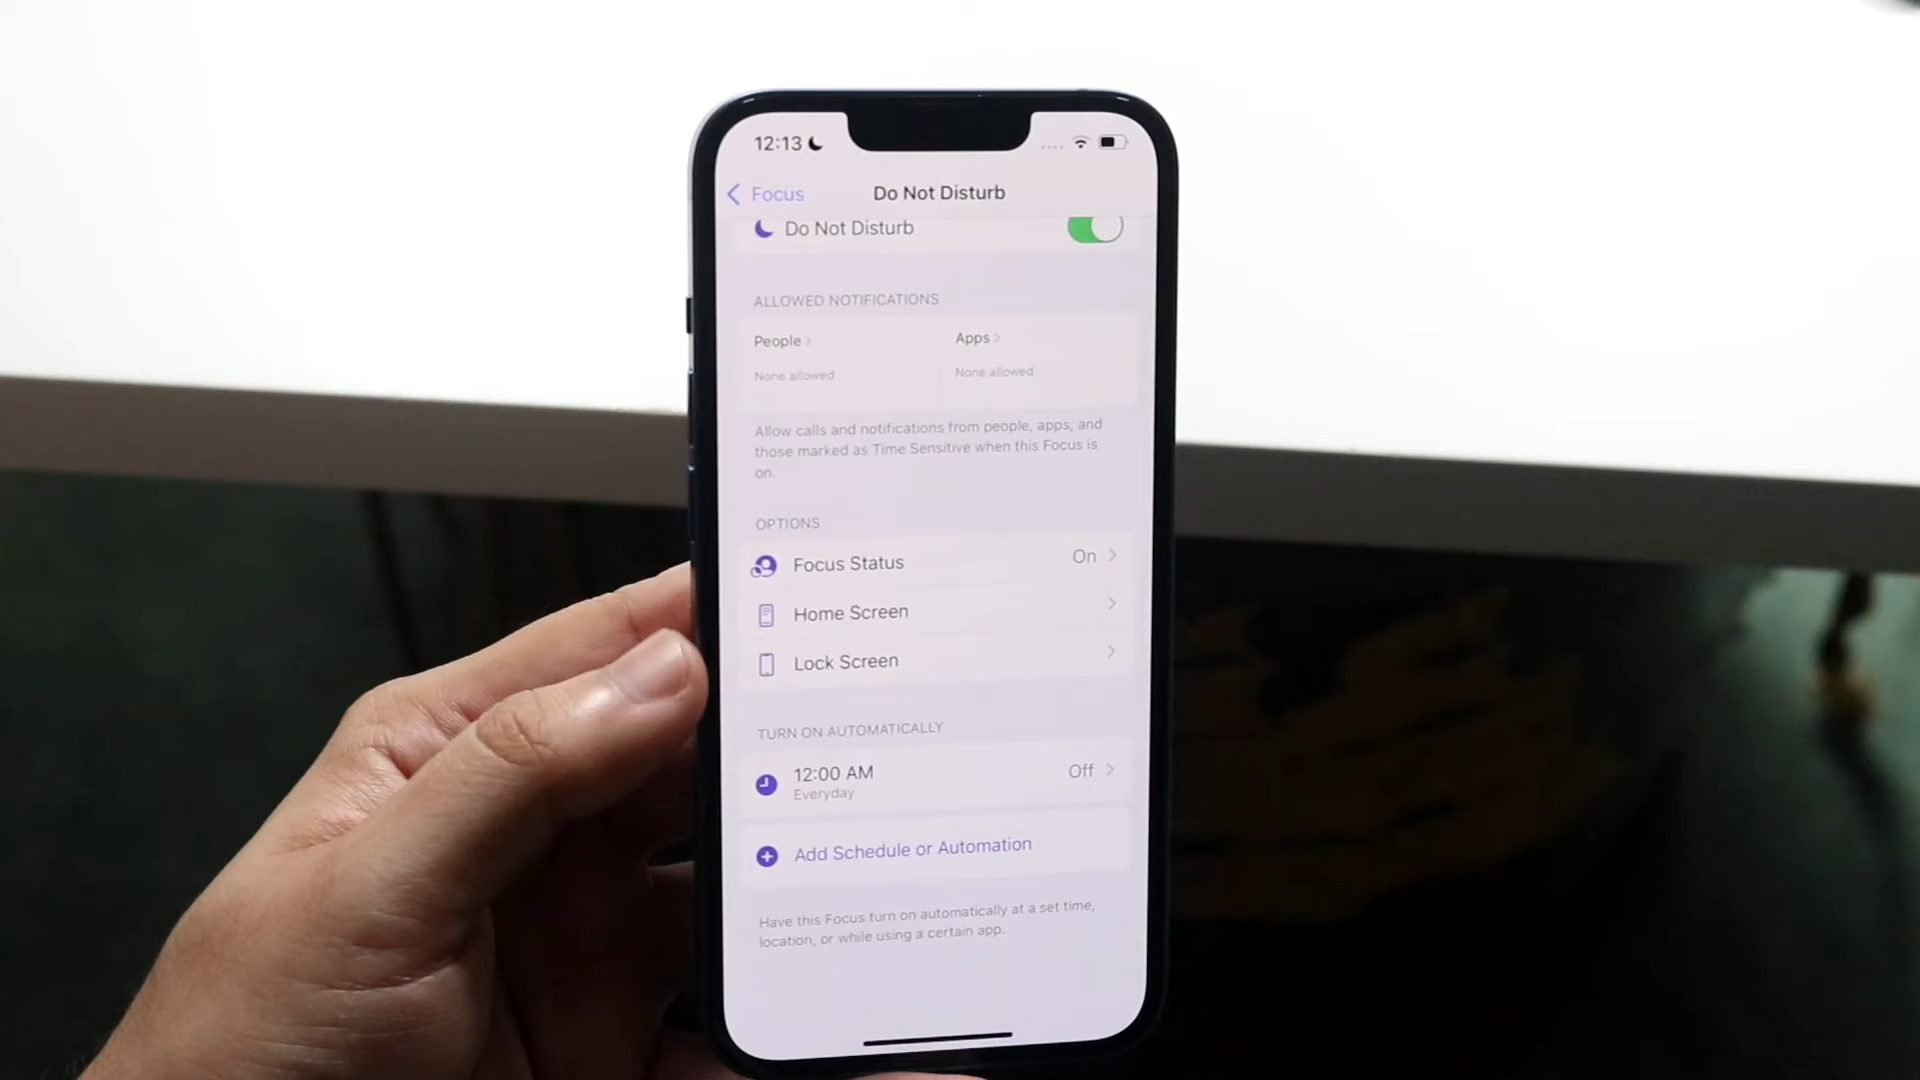 12:13
Focus
Do Not Disturb
Do Not Disturb
ALLOWED NOTIFICATIONS
People
Apps
None allowed
None allowed
Allow calls and notifications from people, apps, and
those marked as Time Sensitive when this Focus is
on.
OPTIONS
Focus Status
On
Home Screen
Lock Screen
TURN ON AUTOMATICALLY
12:00 AM
Off
Everyday
Add Schedule or Automation
Have this Focus turn on automatically at a set time,
location, or while using a certain app.